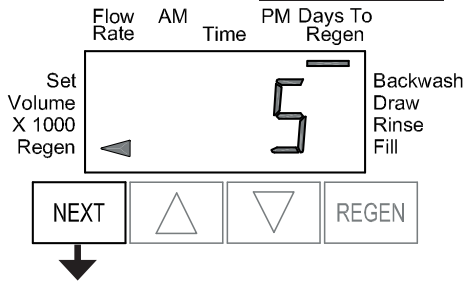 Flow AM PM Days To
Rate Time Regen
Set Backwash
Volume Draw
X 1000 5 Rinse
Regen Fill
NEXT REGEN